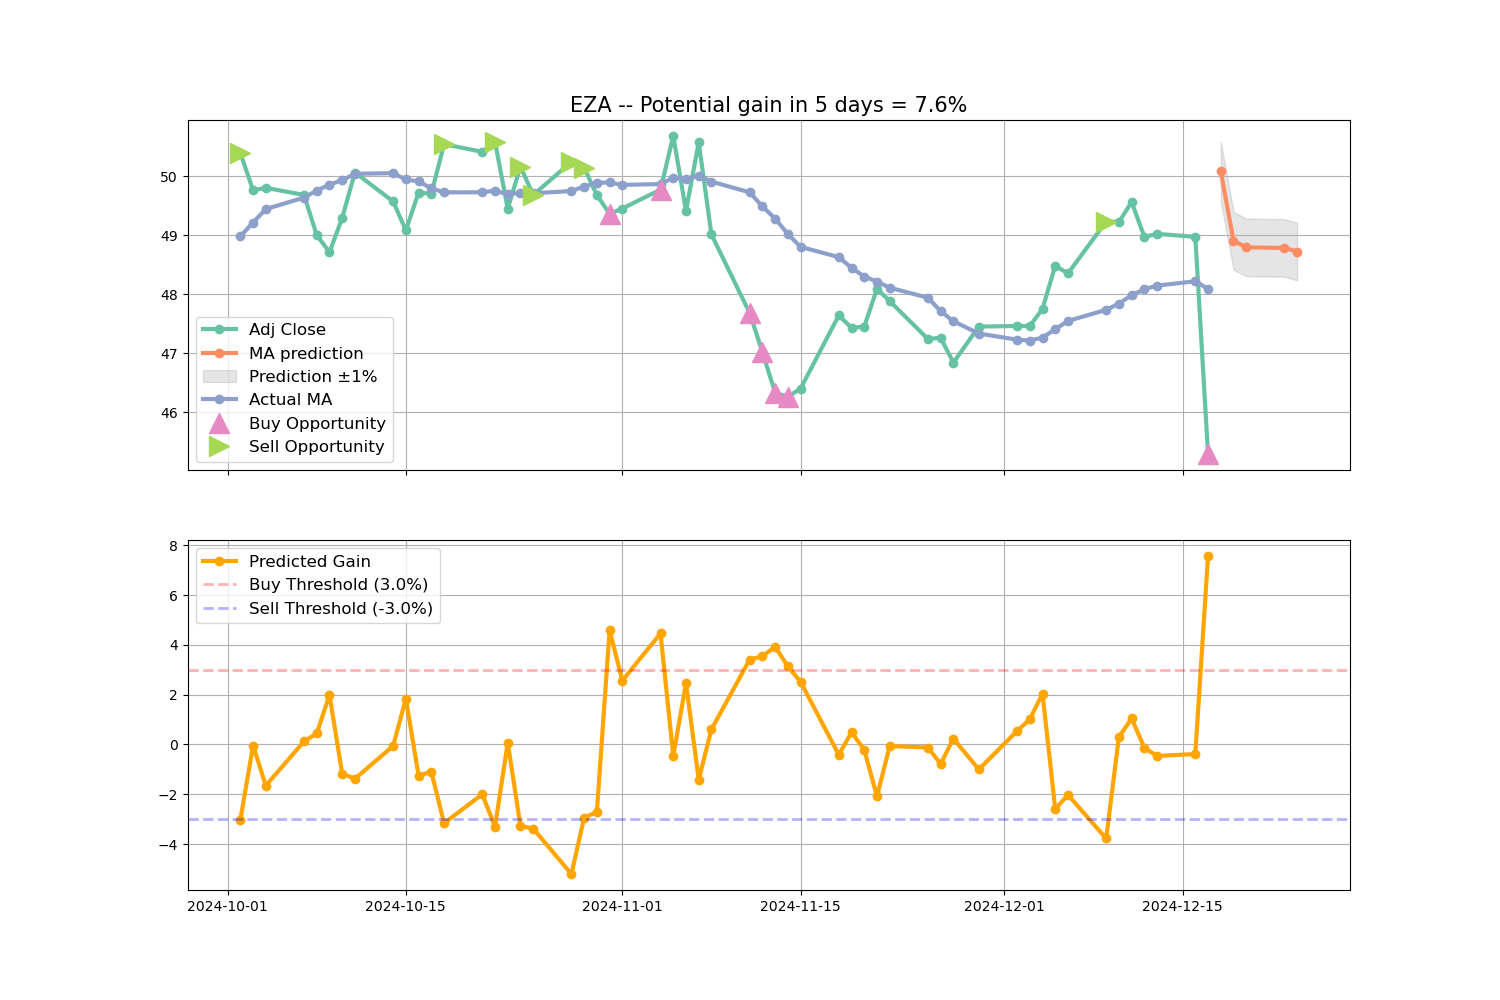 EZA -- Potential gain in 5 days = 7.6%
50
49
48
47
46
Adj Close
MA prediction
Prediction ±1%
Actual MA
Buy Opportunity
Sell Opportunity
8
6
4
2
0
−2
−4
Predicted Gain
Buy Threshold (3.0%)
Sell Threshold (-3.0%)
2024-10-01 2024-10-15 2024-11-01 2024-11-15 2024-12-01 2024-12-15